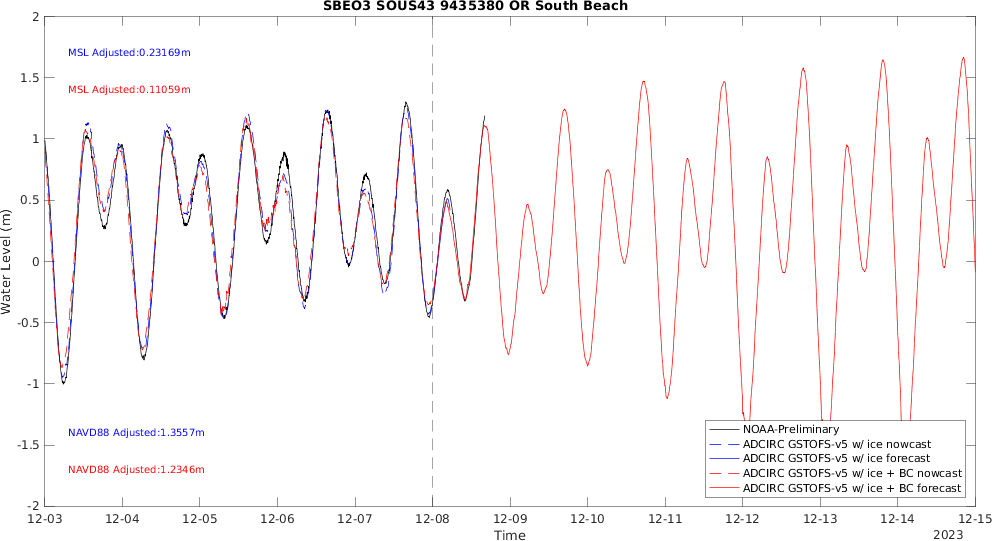 SBEO3 SOUS43 9435380 OR South Beach
2
1.5
1
0.5
0
-0.5
-1
-1.5
-2
Water Level (m)
MSL Adjusted:0.23169m
MSL Adjusted:0.11059m
NAVD88 Adjusted:1.3557m
NAVD88 Adjusted:1.2346m
NOAA-Preliminary
ADCIRC GSTOFS-v5 w/ ice nowcast
ADCIRC GSTOFS-v5 w/ ice forecast
ADCIRC GSTOFS-v5 w/ ice + BC nowcast
ADCIRC GSTOFS-v5 w/ ice + BC forecast
12-03 12-04 12-05 12-06 12-07 12-08 12-09 12-10 12-11 12-12 12-13 12-14 12-15
Time
2023